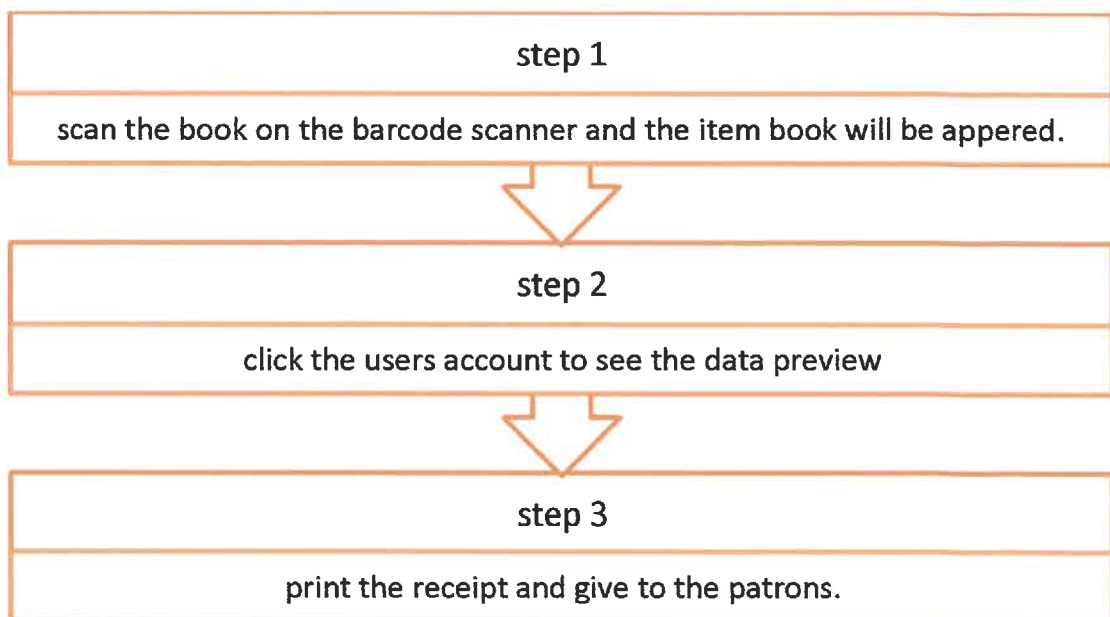 step 1
scan the book on the barcode scanner and the item book will be appered.
step 2
click the users account to see the data preview
step 3
print the receipt and give to the patrons.